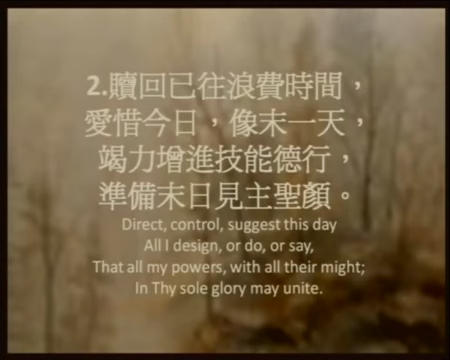 2.贖回已往浪費時間，
愛惜今日，像末一天，
竭力增進技能德行，
準備末日見主聖顏。
Direct, control, suggest this day
All I design, or do, or say,
That all my powers, with all their might;
In Thy sole glory may unite.